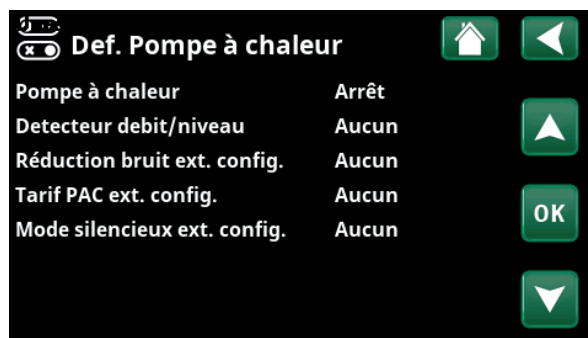 Def. Pompe à chaleur
Pompe à chaleur Arrêt
Detecteur debit/niveau Aucun
Réduction bruit ext. config. Aucun
Tarif PAC ext. config. Aucun
OK
Mode silencieux ext. config. Aucun